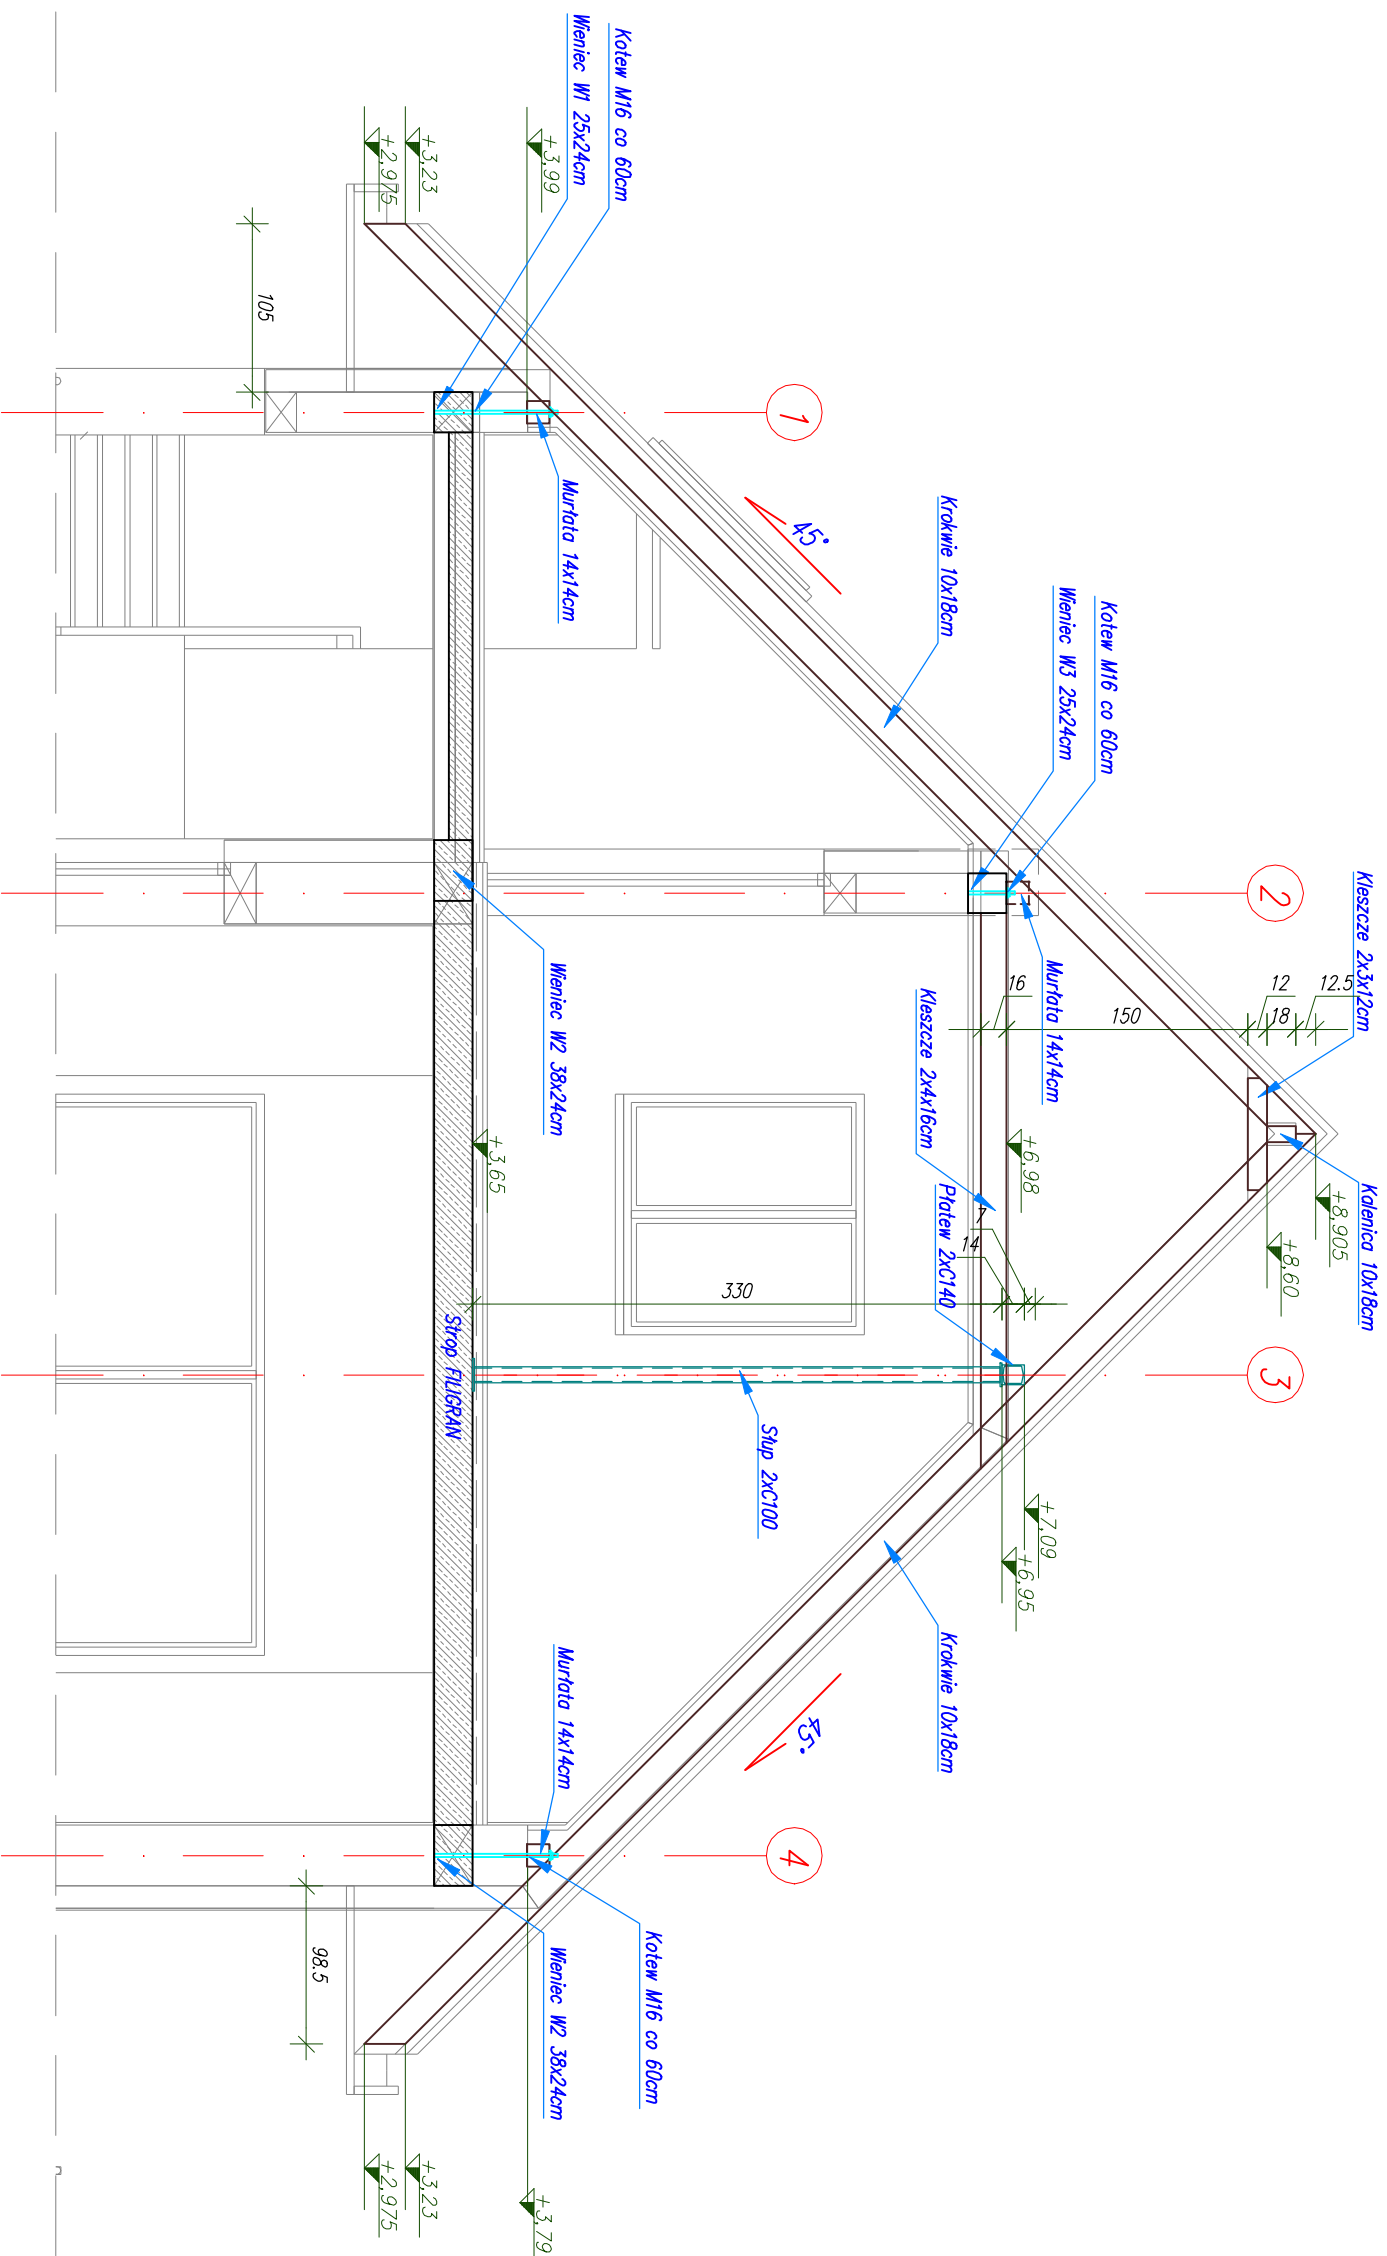 Kotew M16 co 60cm
Wieniec W1 25x24cm
+3,99
+3,23
+2,975
105
1
Murłata 14x14cm
45°
Krokwie 10x18cm
Kotew M16 co 60cm
Wieniec W3 25x24cm
2
Kleszcze 2x3x12cm
12.5
12
18
150
16
Murłata 14x14cm
Kleszcze 2x4x16cm
Wieniec W2 38x24cm
+3,65
+6,98
Kalenica 10x18cm
+8,905
+8,60
Płatew 2xC140
7
14
330
Strop FILIGRAN
3
Słup 2xC100
+7,09
+6,95
Krokwie 10x18cm
45°
Murłata 14x14cm
4
98.5
Kotew M16 co 60cm
Wieniec W2 38x24cm
+3,79
+3,23
+2,975